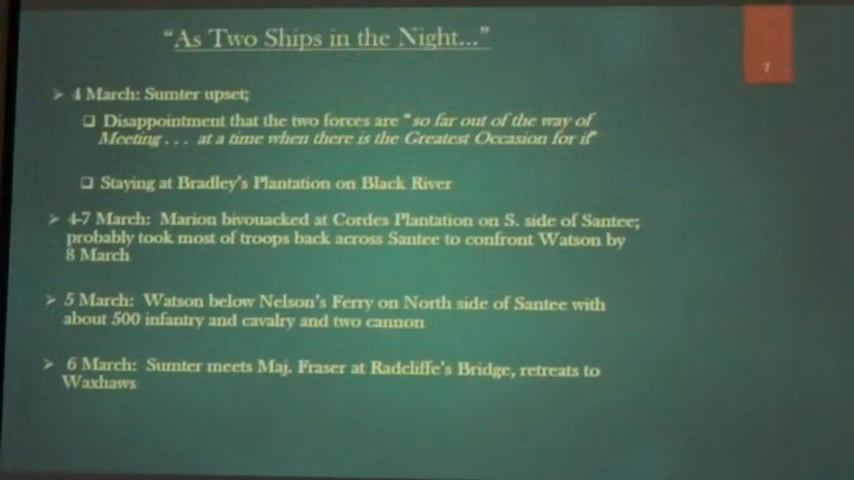 "As Two Ships in the Night..."
7
➢ 4 March: Sumter upset;
❑ Disappointment that the two forces are "so far out of the way of
Meeting . . . at a time when there is the Greatest Occasion for it"
❑ Staying at Bradley's Plantation on Black River
➢ 4-7 March: Marion bivouacked at Cordes Plantation on S. side of Santee;
probably took most of troops back across Santee to confront Watson by
8 March
➢ 5 March: Watson below Nelson's Ferry on North side of Santee with
about 500 infantry and cavalry and two cannon
➢ 6 March: Sumter meets Maj. Fraser at Radcliffe's Bridge, retreats to
Waxhaws